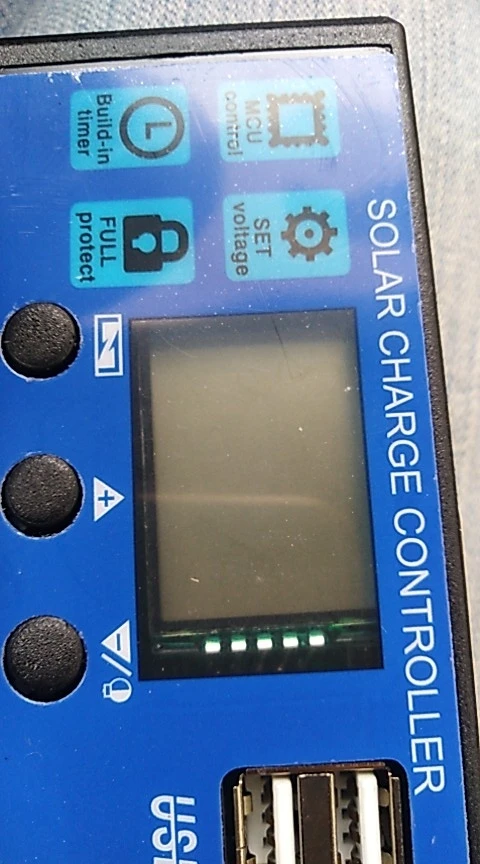 SOLAR CHARGE CONTROLLER
MCU
control
SET
voltage
Build-in
timer
FULL
protect
+
−/